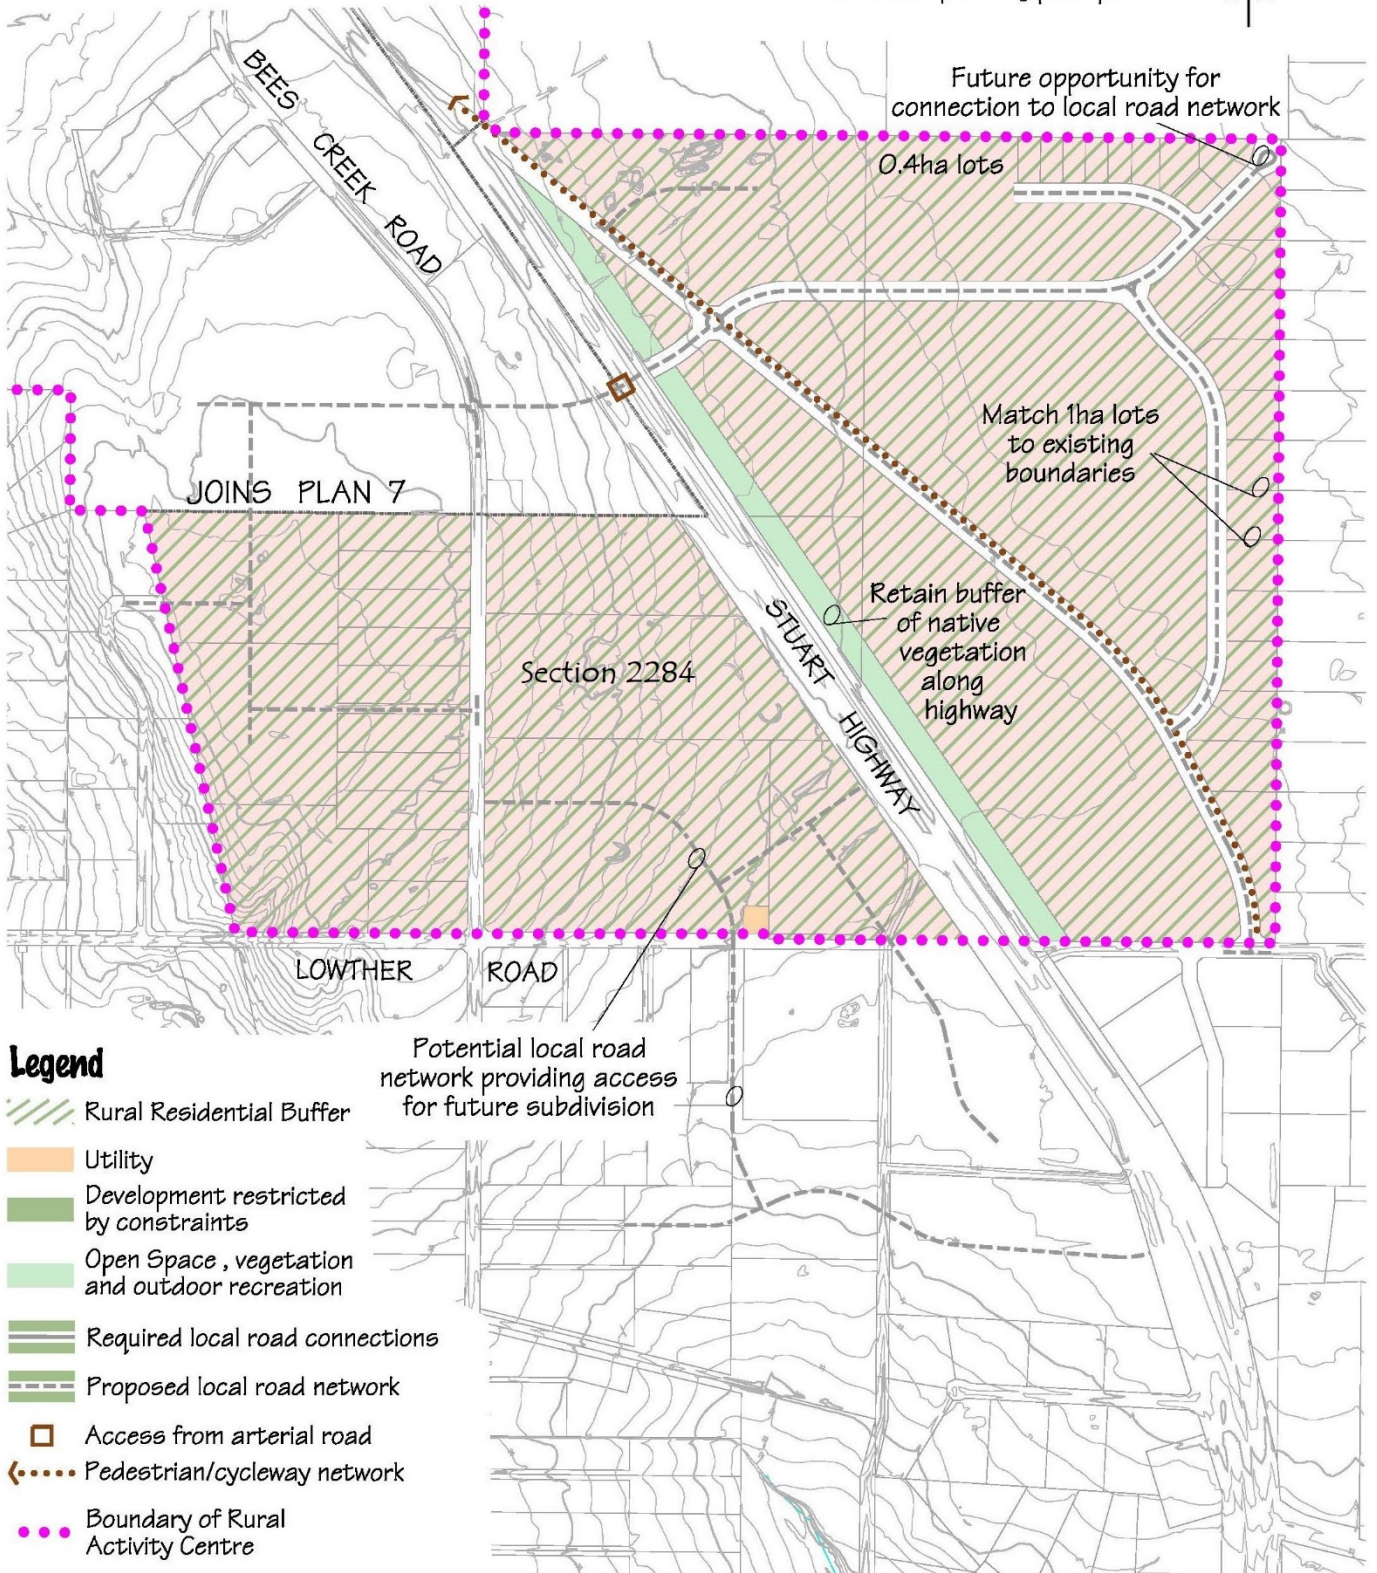 Future opportunity for
connection to local road network
BEES CREEK ROAD
0.4ha lots
Match 1ha lots
to existing
boundaries
JOINS PLAN 7
Retain buffer
of native
vegetation
along
highway
STUART HIGHWAY
Section 2284
LOWTHER ROAD
Potential local road
network providing access
for future subdivision
Legend
Rural Residential Buffer
Utility
Development restricted
by constraints
Open Space , vegetation
and outdoor recreation
Required local road connections
Proposed local road network
Access from arterial road
Pedestrian/cycleway network
Boundary of Rural
Activity Centre